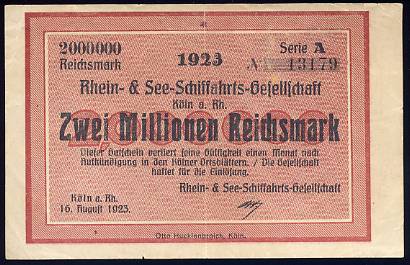 2000000 1923 Serie A
Reichsmark № 13179
Rhein- & See-Schiffahrts-Gesellschaft
Köln a. Rh.
Zwei Millionen Reichsmark
Dieser Gutschein verliert seine Gültigkeit einen Monat nach
Aufkündigung in den Kölner Ortsblättern. / Die Gesellschaft
haftet für die Einlösung.
Rhein- & See-Schiffahrts-Gesellschaft
Köln a. Rh.
16. August 1923.
Otto Hucklenbroich, Köln.